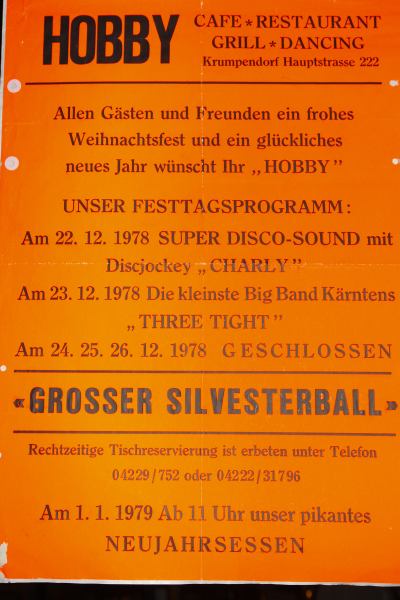 HOBBY
CAFE * RESTAURANT
GRILL * DANCING
Krumpendorf Hauptstrasse 222
Allen Gästen und Freunden ein frohes
Weihnachtsfest und ein glückliches
neues Jahr wünscht Ihr „HOBBY”
UNSER FESTTAGSPROGRAMM:
Am 22. 12. 1978 SUPER DISCO-SOUND mit
Discjockey „CHARLY”
Am 23. 12. 1978 Die kleinste Big Band Kärntens
„THREE TIGHT”
Am 24. 25. 26. 12. 1978 GESCHLOSSEN
«GROSSER SILVESTERBALL»
Rechtzeitige Tischreservierung ist erbeten unter Telefon
04229/752 oder 04222/31796
Am 1. 1. 1979 Ab 11 Uhr unser pikantes
NEUJAHRSESSEN